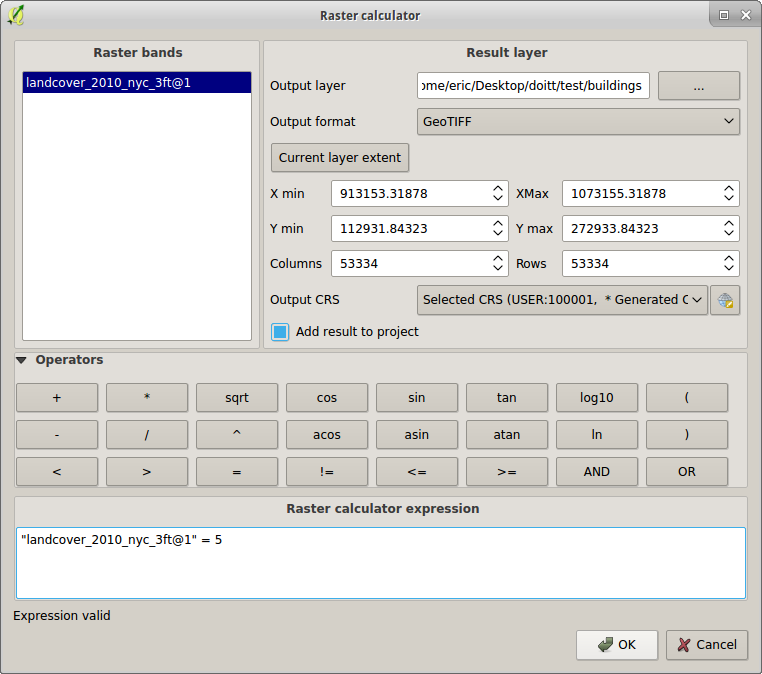 Raster calculator
Raster bands
landcover_2010_nyc_3ft@1
Result layer
Output layer
ome/eric/Desktop/doitt/test/buildings
...
Output format
GeoTIFF
Current layer extent
X min
913153.31878
XMax
1073155.31878
Y min
112931.84323
Y max
272933.84323
Columns
53334
Rows
53334
Output CRS
Selected CRS (USER:100001, * Generated C
Add result to project
Operators
+ * sqrt cos sin tan log10 (
- / ^ acos asin atan ln )
< > = != <= >= AND OR
Raster calculator expression
"landcover_2010_nyc_3ft@1" = 5
Expression valid
OK
Cancel